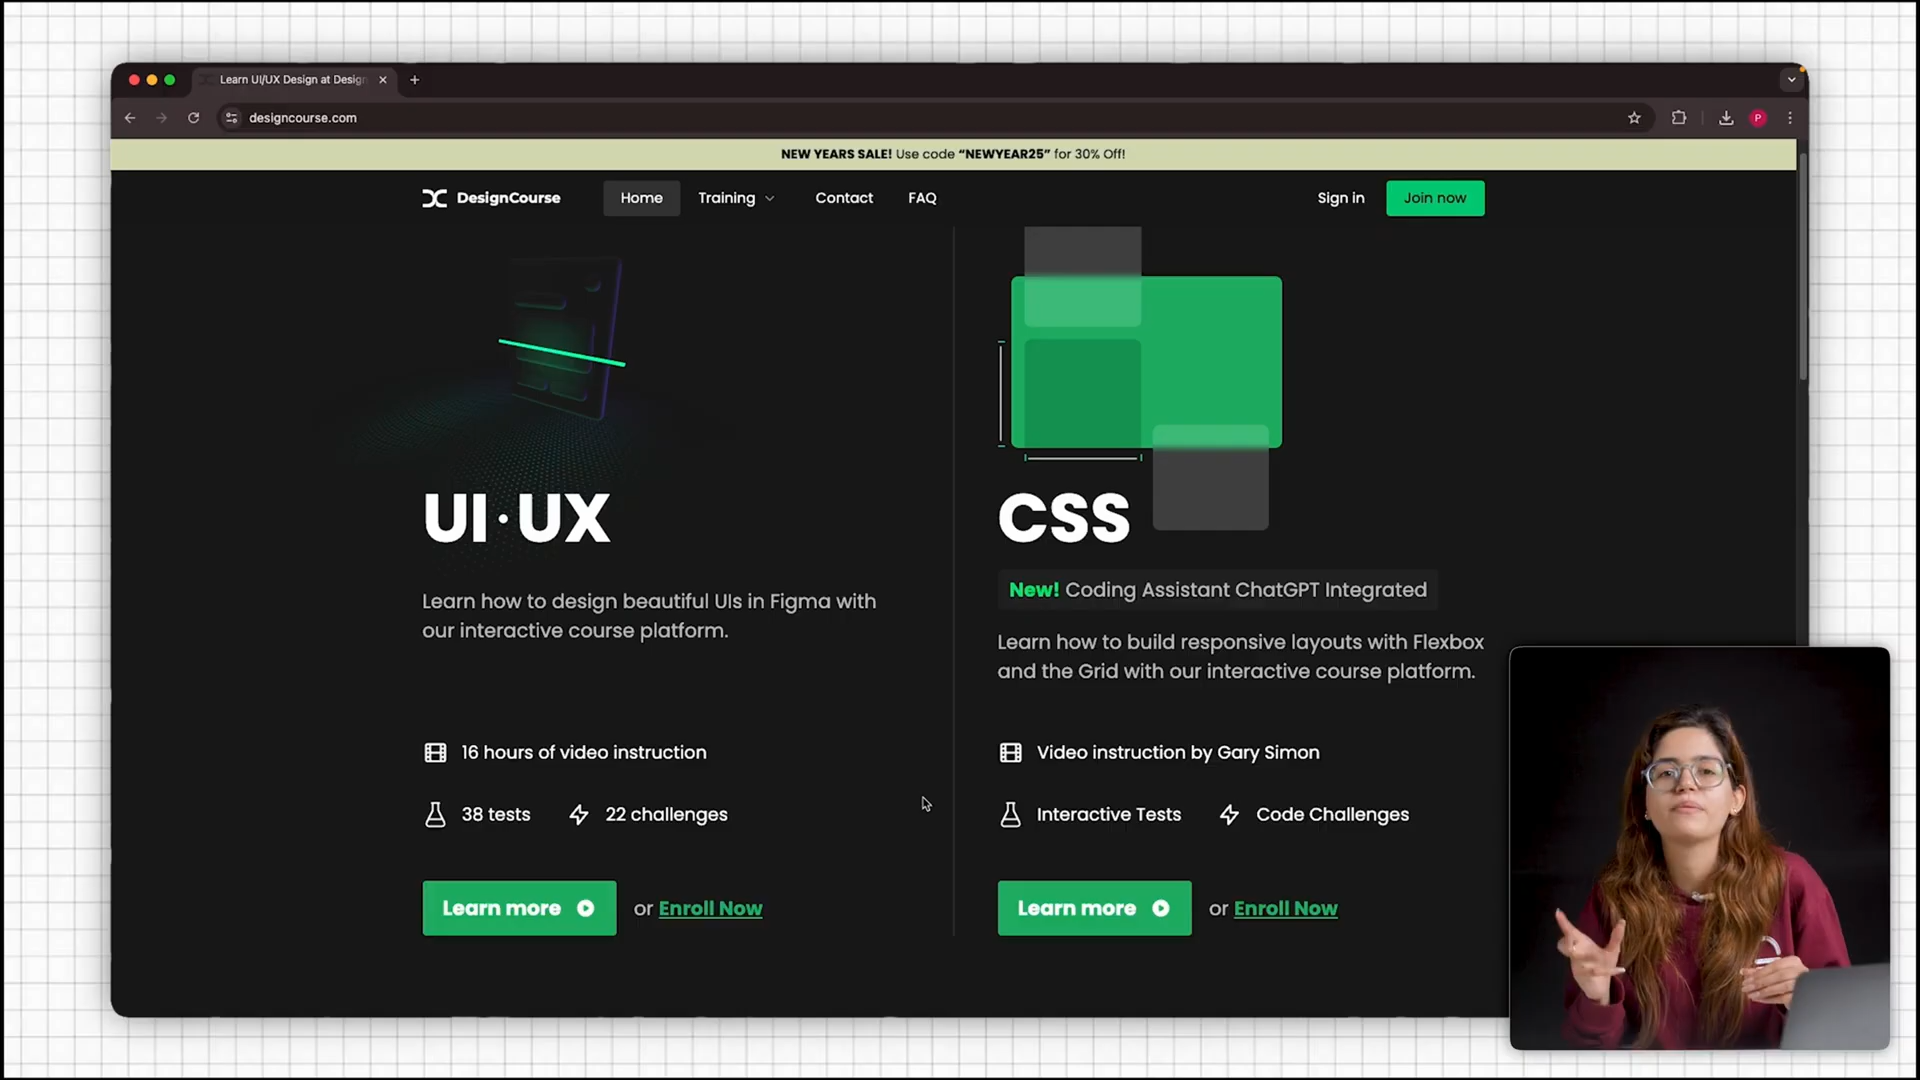 Learn UI/UX Design at Desig
designcourse.com
P
NEW YEARS SALE! Use code “NEWYEAR25” for 30% Off!
DesignCourse
Home
Training
Contact
FAQ
Sign in
Join now
UI·UX
Learn how to design beautiful UIs in Figma with
our interactive course platform.
16 hours of video instruction
38 tests
22 challenges
Learn more
or Enroll Now
CSS
New! Coding Assistant ChatGPT Integrated
Learn how to build responsive layouts with Flexbox
and the Grid with our interactive course platform.
Video instruction by Gary Simon
Interactive Tests
Code Challenges
Learn more
or Enroll Now